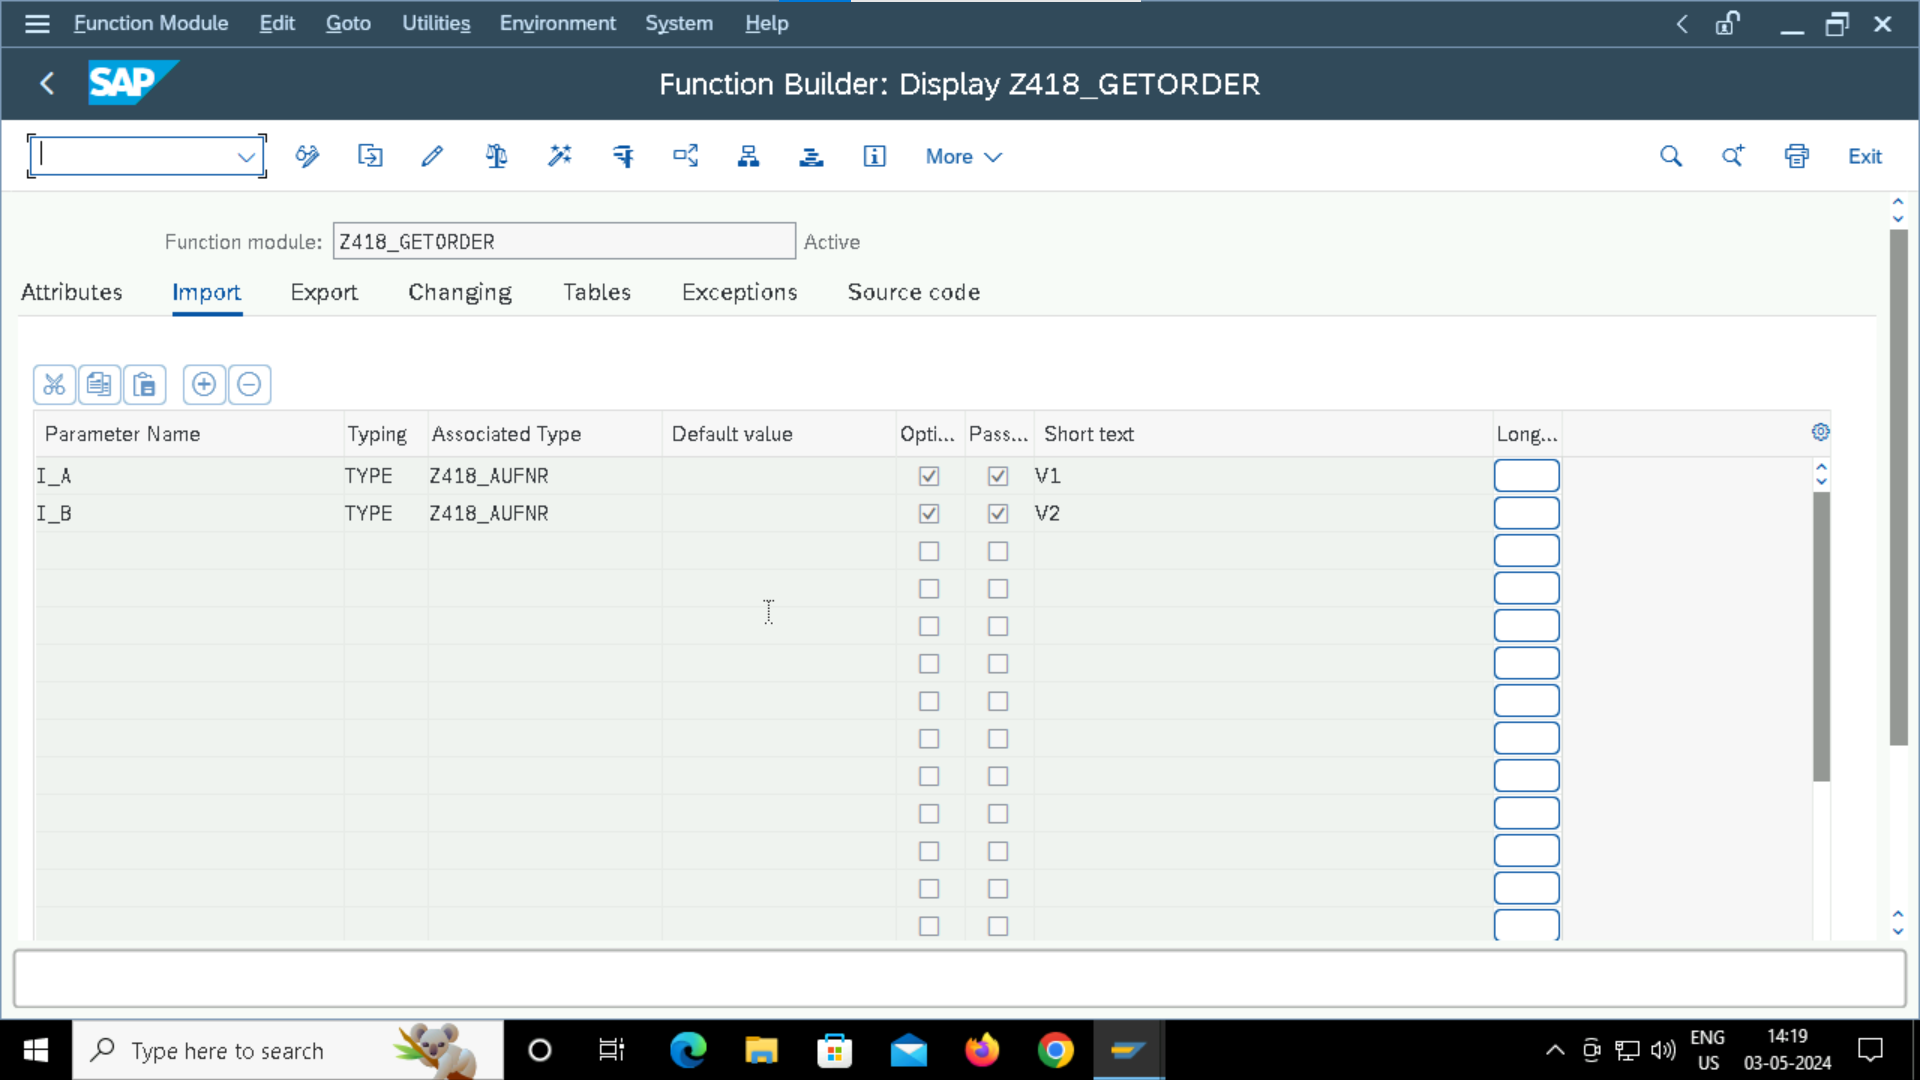 Function Module Edit Goto Utilities Environment System Help
SAP Function Builder: Display Z418_GETORDER
More Exit
Function module: Z418_GETORDER Active
Attributes Import Export Changing Tables Exceptions Source code
Parameter Name Typing Associated Type Default value Opti... Pass... Short text Long...
I_A TYPE Z418_AUFNR V1
I_B TYPE Z418_AUFNR V2
Type here to search
ENG 14:19
US 03-05-2024